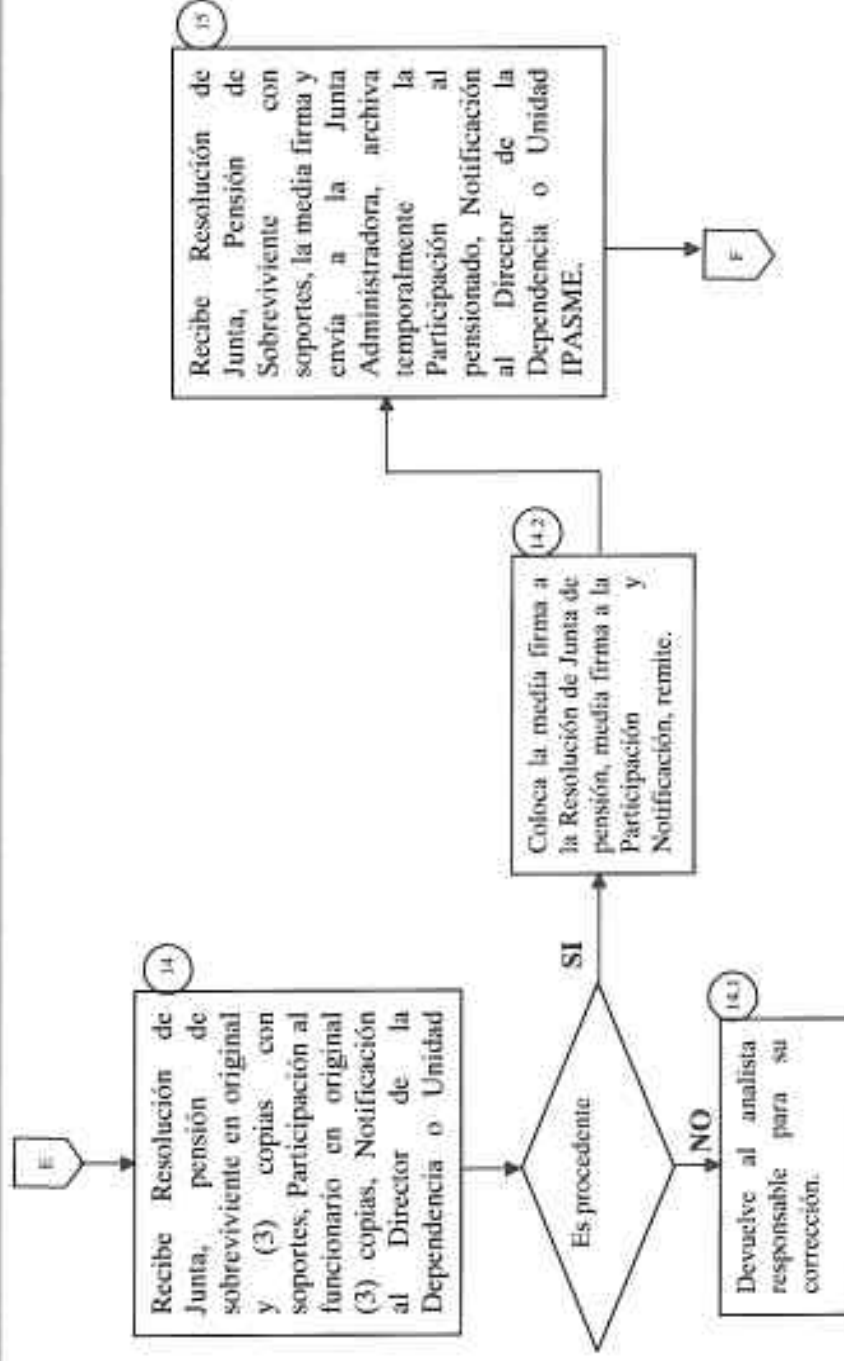 E
14
Recibe Resolución de
Junta, pensión de
sobreviviente en original
y (3) copias con
soportes, Participación al
funcionario en original
(3) copias, Notificación
al Director de la
Dependencia o Unidad
Es procedente
SI
NO
14.1
Devuelve al analista
responsable para su
corrección.
14.2
Coloca la media firma a
la Resolución de Junta de
pensión, media firma a la
Participación y
Notificación, remite.
15
Recibe Resolución de
Junta, Pensión de
Sobreviviente con
soportes, la media firma y
envía a la Junta
Administradora, archiva
temporalmente la
Participación al
pensionado, Notificación
al Director de la
Dependencia o Unidad
IPASME.
F